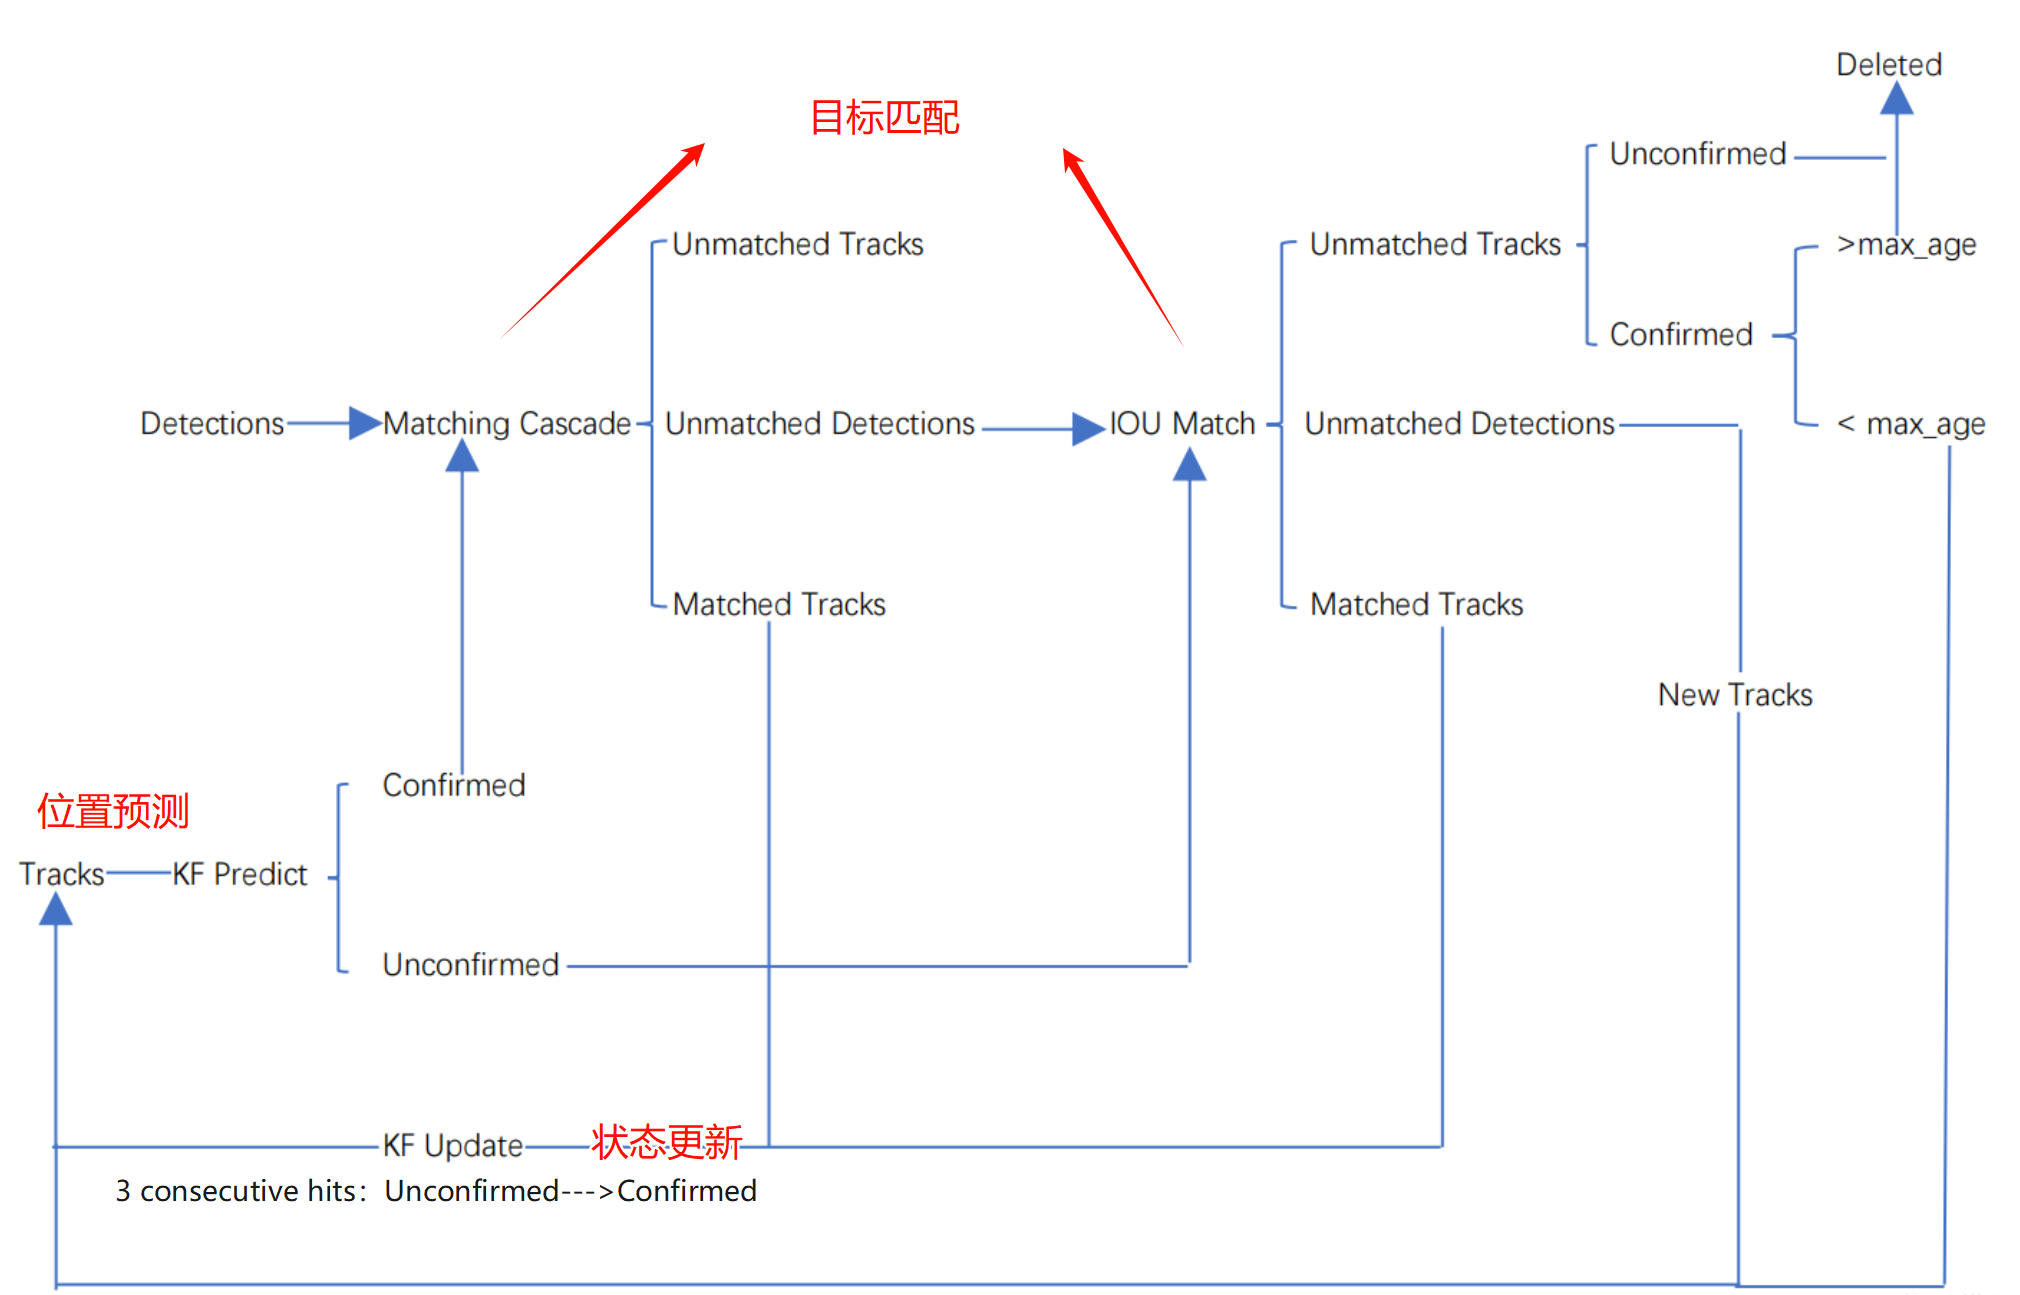 Deleted
目标匹配
Unconfirmed
Unmatched Tracks
Unmatched Tracks
>max_age
Confirmed
Detections
Matching Cascade
Unmatched Detections
IOU Match
Unmatched Detections
< max_age
Matched Tracks
Matched Tracks
New Tracks
Confirmed
位置预测
Tracks
KF Predict
Unconfirmed
KF Update
状态更新
3 consecutive hits: Unconfirmed--->Confirmed